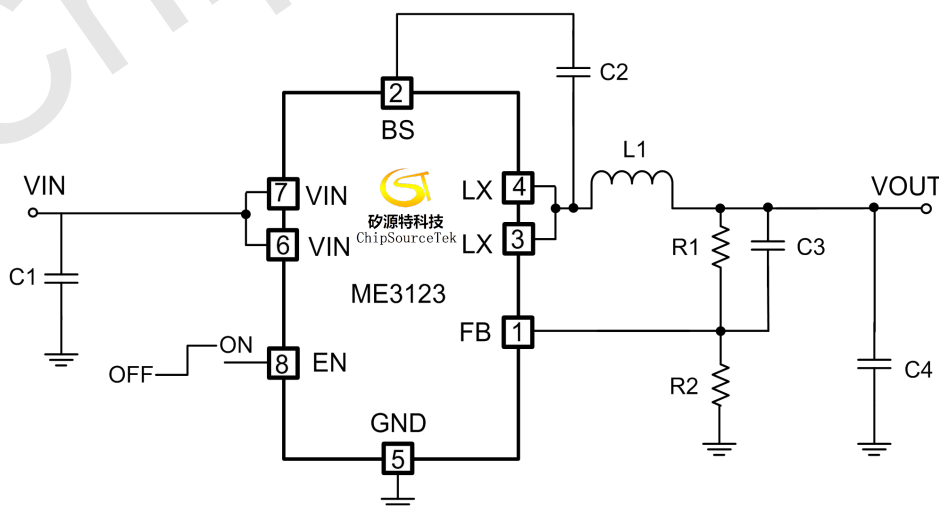 Chip
2
BS
C2
L1
VIN
7
VIN
LX
4
VOUT
矽源特科技
ChipSourceTek
6
VIN
LX
3
R1
C3
C1
ME3123
FB
1
OFF
ON
8
EN
R2
C4
GND
5